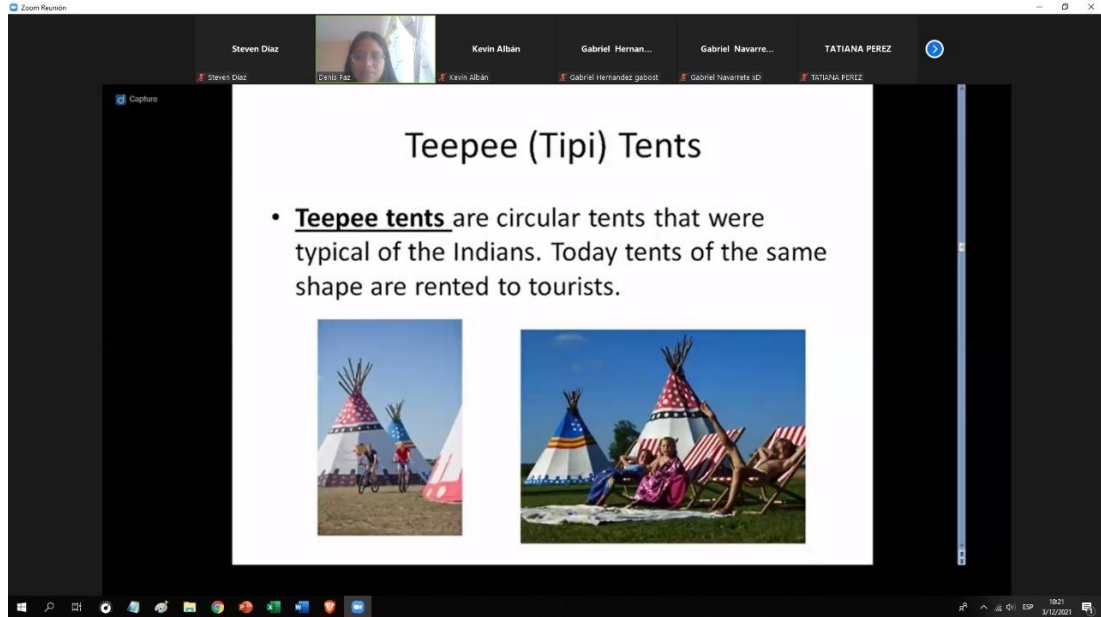 Zoom Reunión
Steven Díaz
Kevin Albán
Gabriel Hernan...
Gabriel Navarre...
TATIANA PEREZ
Steven Díaz
Denis Paz
Kevin Albán
Gabriel Hernandez gabost
Gabriel Navarrete xD
TATIANA PEREZ
Capture
Teepee (Tipi) Tents
• Teepee tents are circular tents that were
typical of the Indians. Today tents of the same
shape are rented to tourists.
ESP
10:21
3/12/2021